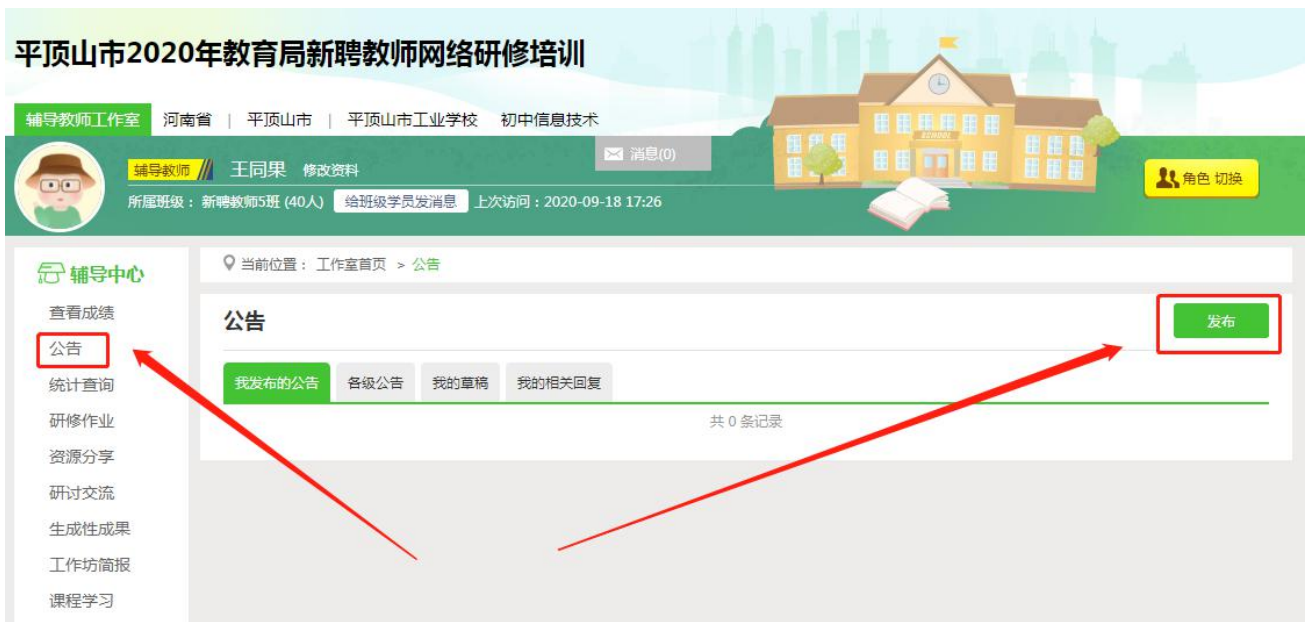 平顶山市2020年教育局新聘教师网络研修培训
辅导教师工作室 河南省 | 平顶山市 | 平顶山市工业学校 初中信息技术
消息(0)
辅导教师 王同果 修改资料
角色 切换
所属班级：新聘教师5班 (40人) 给班级学员发消息 上次访问：2020-09-18 17:26
SCHOOL
辅导中心
当前位置： 工作室首页 > 公告
查看成绩
公告
发布
公告
统计查询
我发布的公告 各级公告 我的草稿 我的相关回复
研修作业
共 0 条记录
资源分享
研讨交流
生成性成果
工作坊简报
课程学习